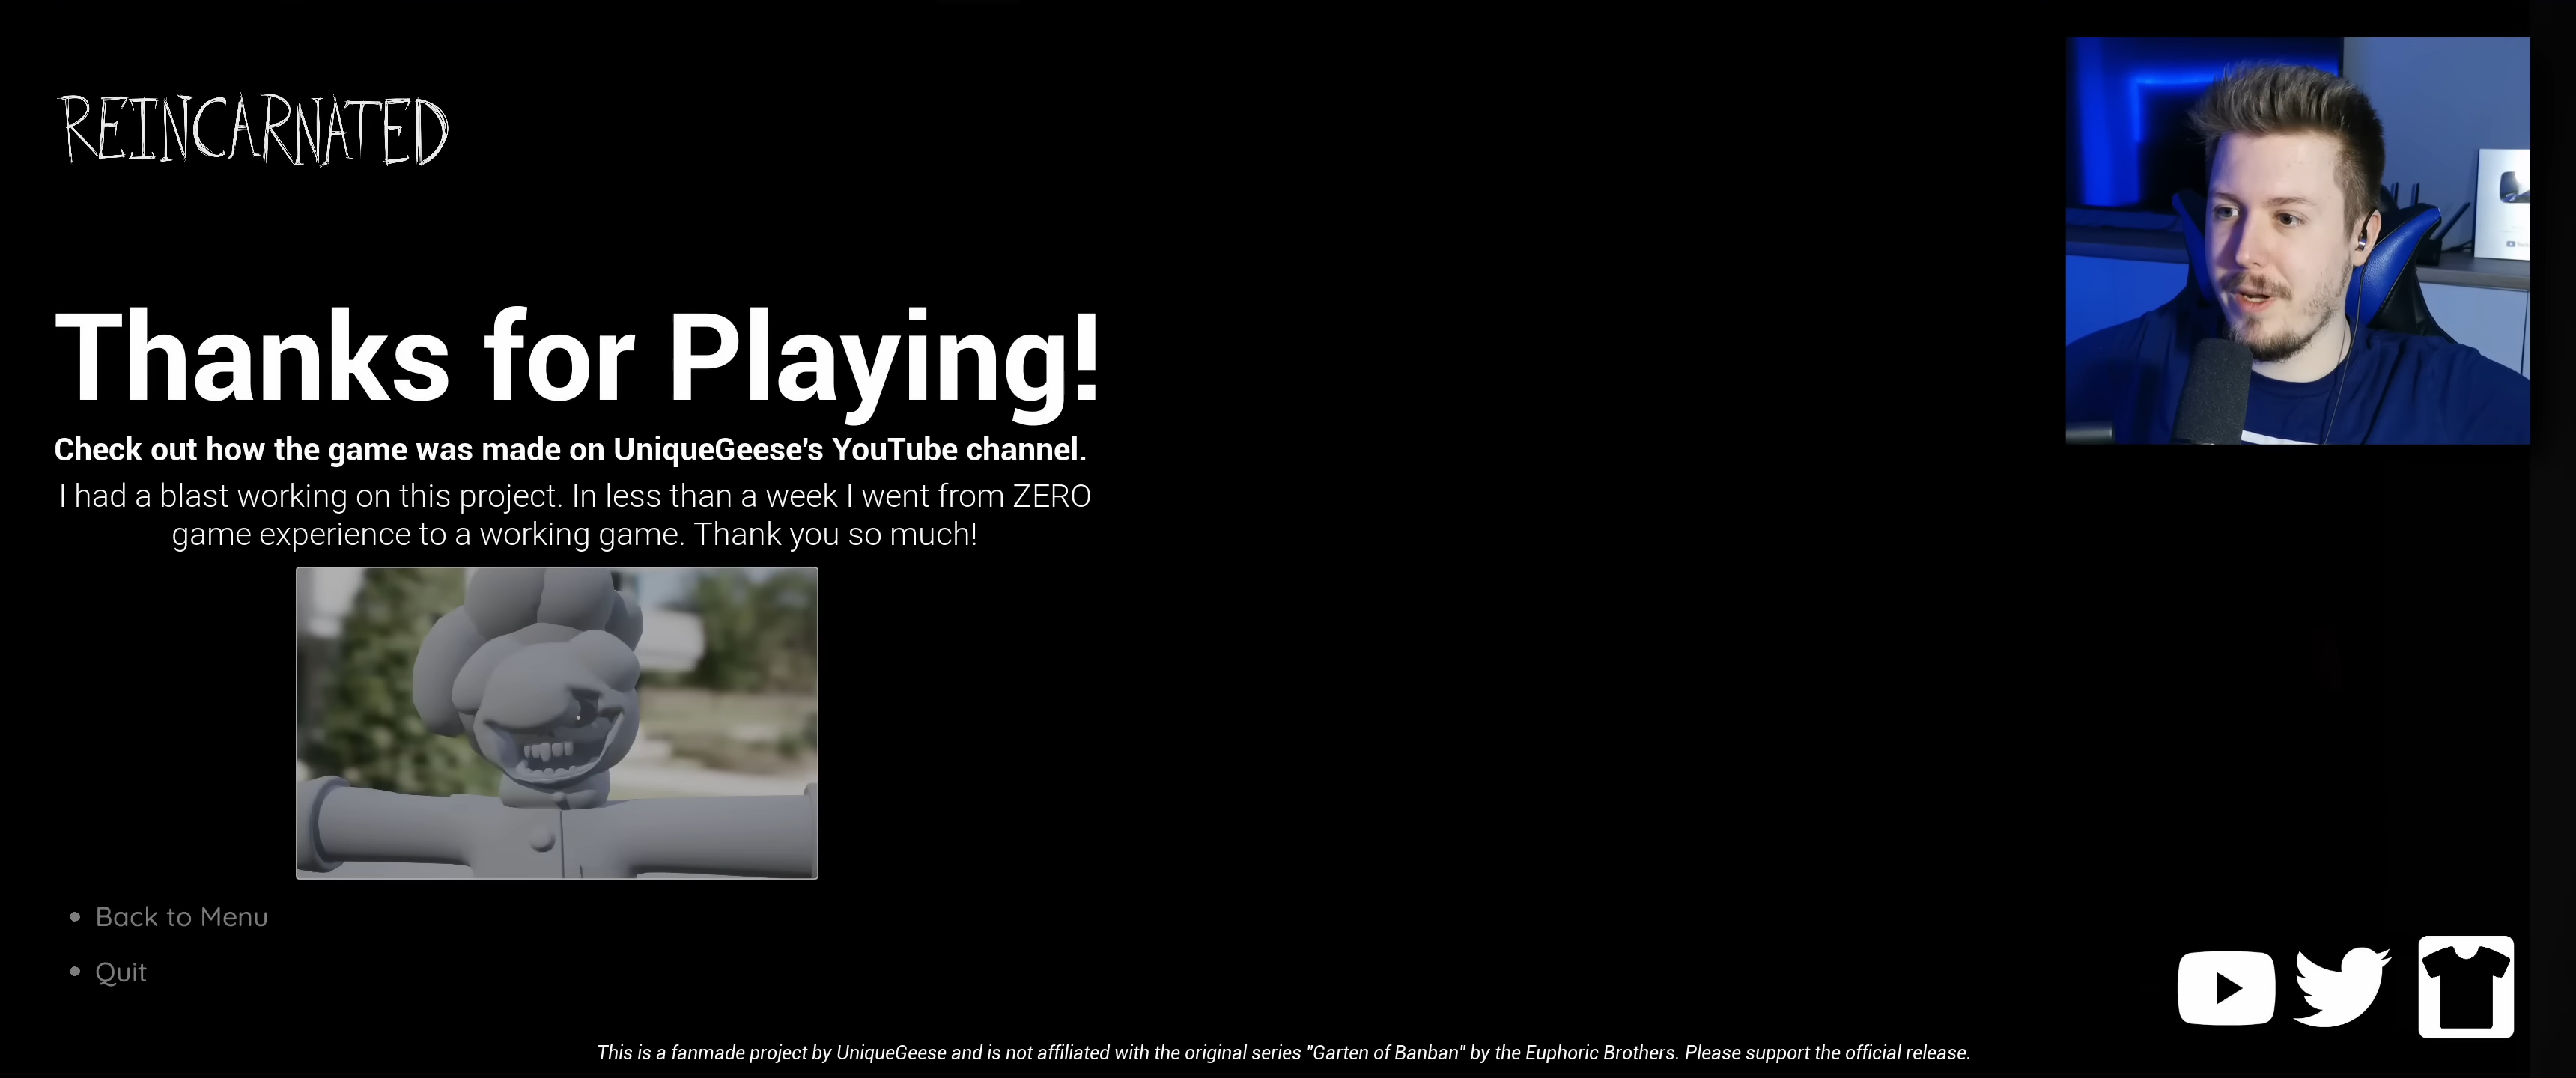 REINCARNATED
Thanks for Playing!
Check out how the game was made on UniqueGeese's YouTube channel.
I had a blast working on this project. In less than a week I went from ZERO
game experience to a working game. Thank you so much!
• Back to Menu
• Quit
This is a fanmade project by UniqueGeese and is not affiliated with the original series "Garten of Banban" by the Euphoric Brothers. Please support the official release.